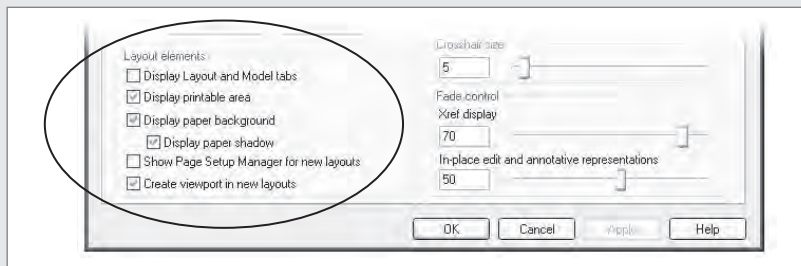 Layout elements
Display Layout and Model tabs
Display printable area
Display paper background
Display paper shadow
Show Page Setup Manager for new layouts
Create viewport in new layouts
Crosshair size
5
Fade control
Xref display
70
In-place edit and annotative representations
50
OK
Cancel
Apply
Help